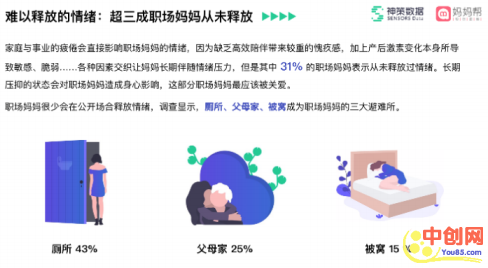 难以释放的情绪：超三成职场妈妈从未释放
神策数据
SENSORS Data
妈妈帮
家庭与事业的疲倦会直接影响职场妈妈的情绪，因为缺乏高效陪伴带来较重的愧疚感，加上产后激素变化本身所导
致敏感、脆弱……各种因素交织让妈妈长期伴随情绪压力，但是其中 31% 的职场妈妈表示从未释放过情绪。长期
压抑的状态会对职场妈妈造成身心影响，这部分职场妈妈最应该被关爱。
职场妈妈很少会在公开场合释放情绪，调查显示，厕所、父母家、被窝成为职场妈妈的三大避难所。
厕所 43%
父母家 25%
被窝 15
中创网
You85.com